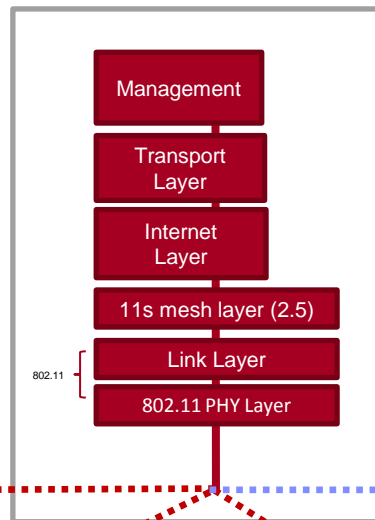 Management
Transport
Layer
Internet
Layer
11s mesh layer (2.5)
Link Layer
802.11
802.11 PHY Layer